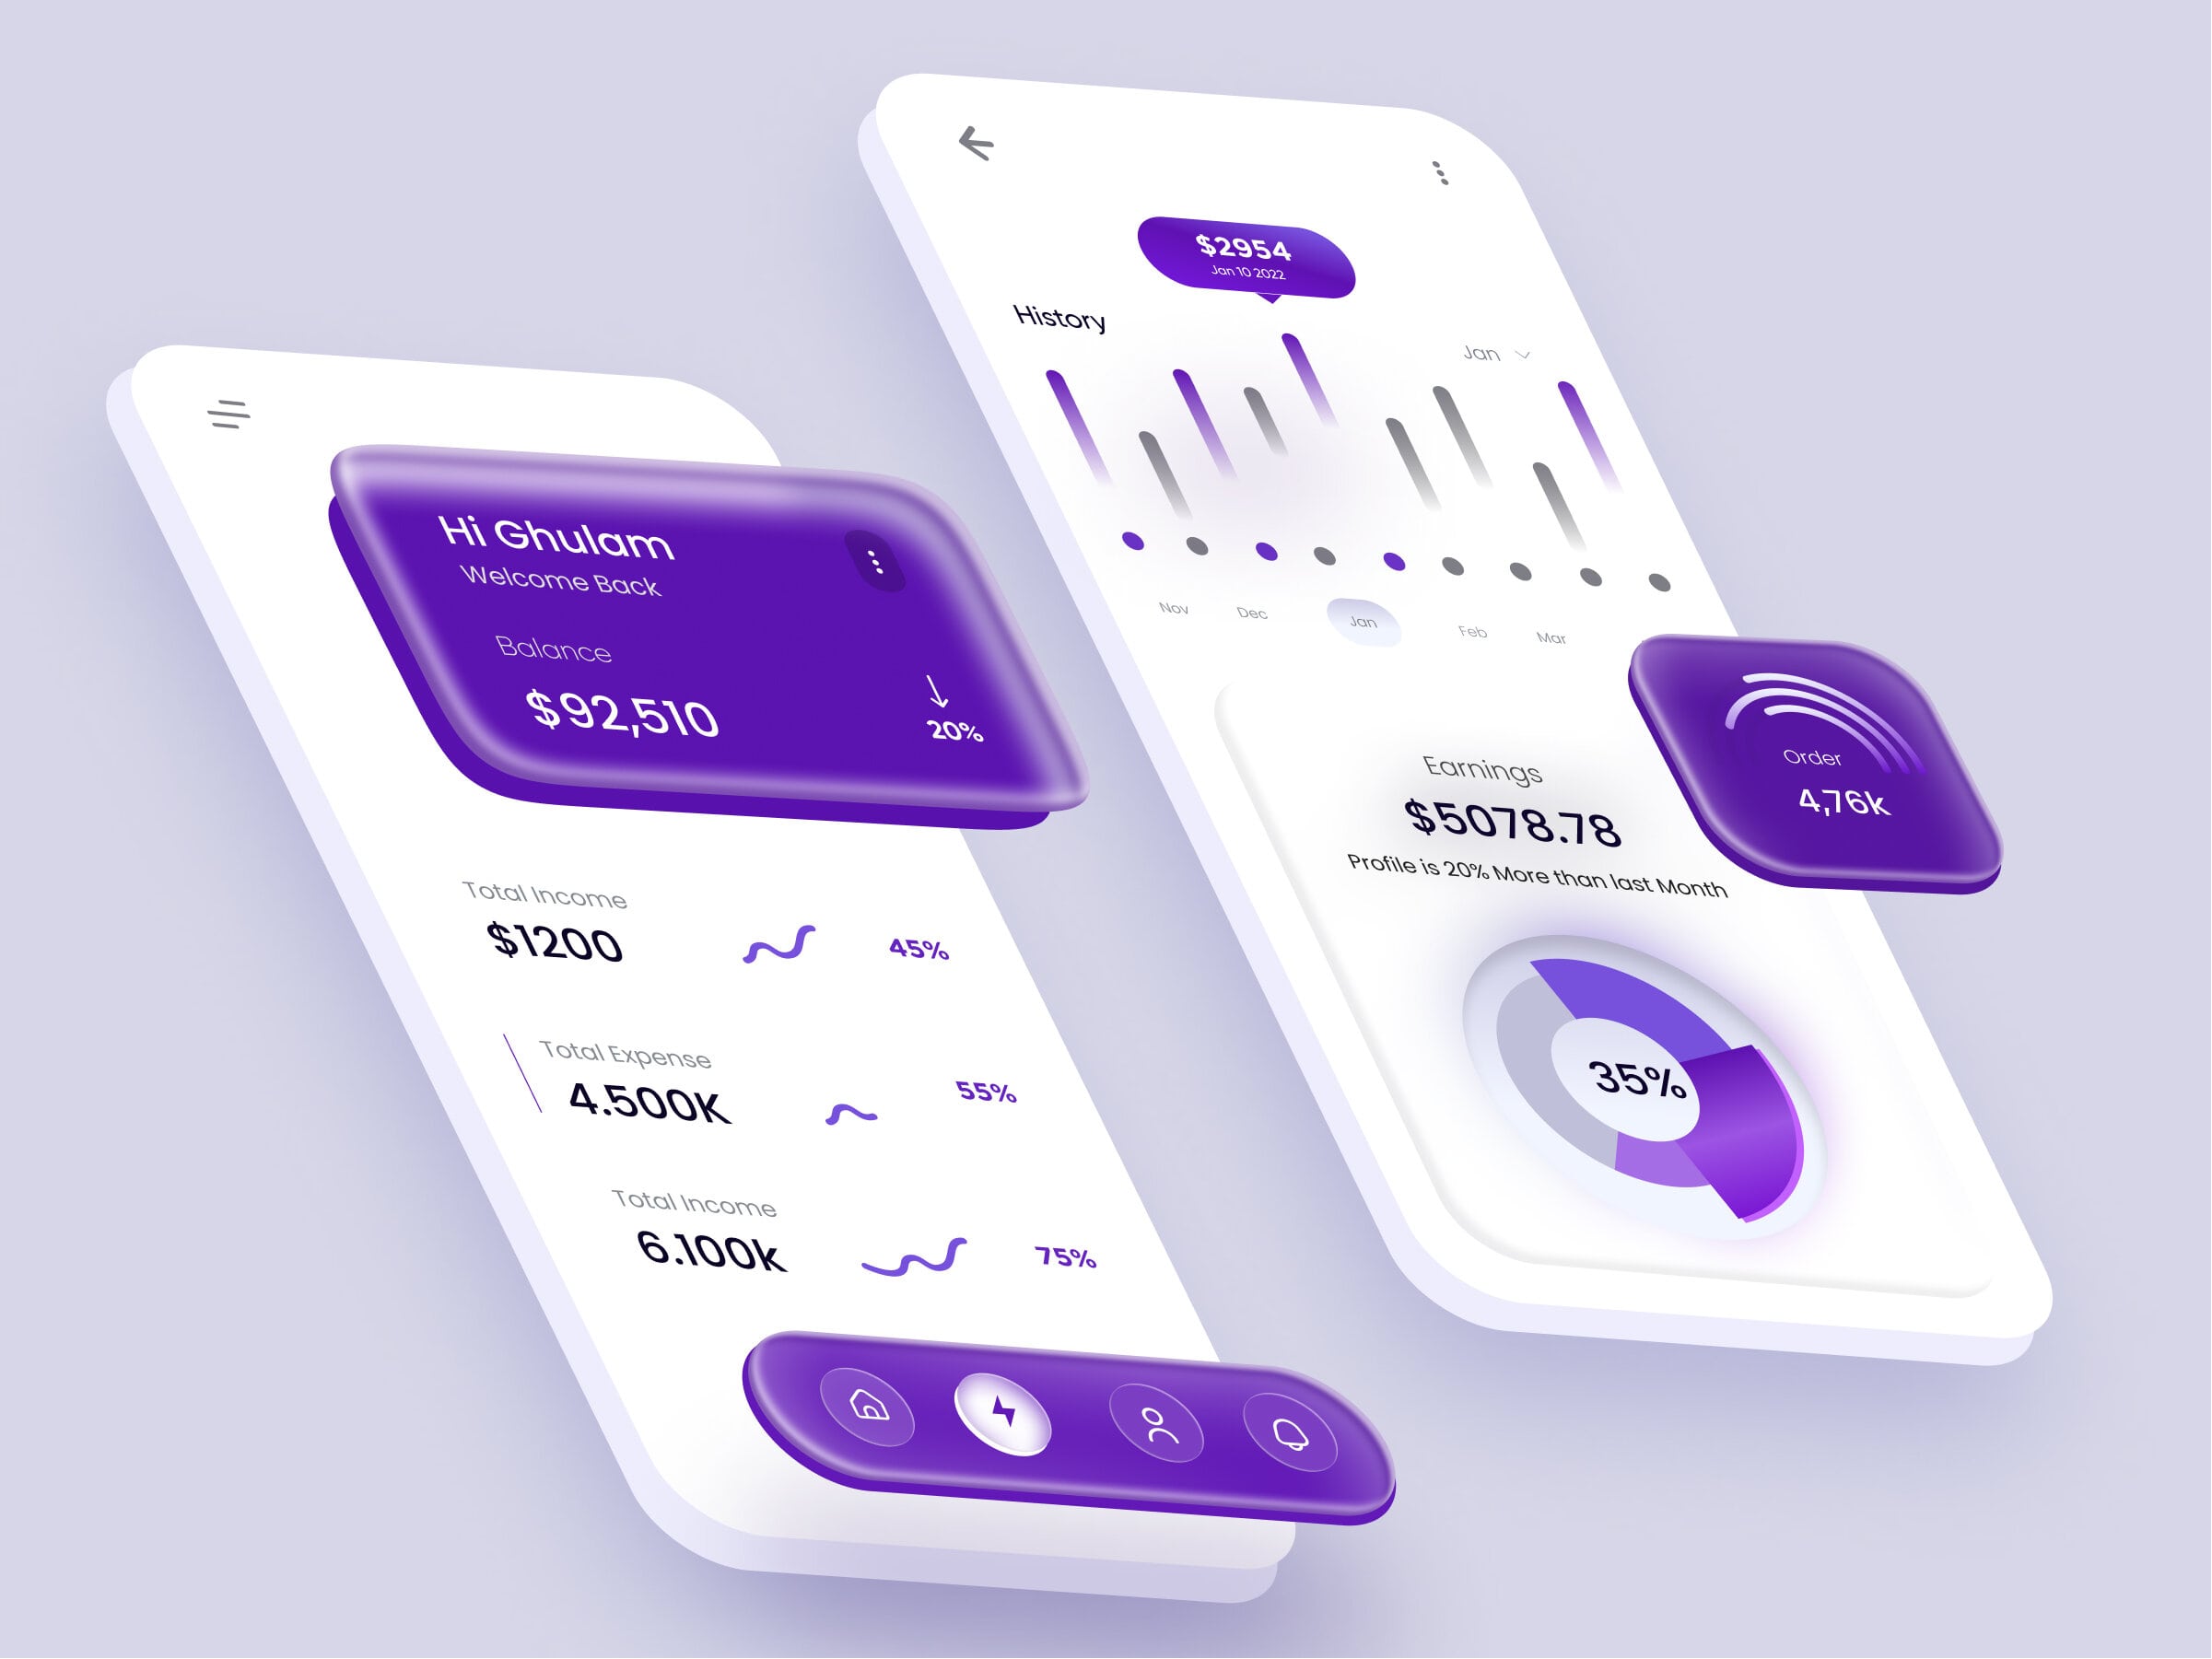 Hi Ghulam
Welcome Back
Balance
$92,510
20%
Total Income
$1200
45%
Total Expense
4.500K
55%
Total Income
6.100k
75%
$2954
Jan 10 2022
History
Jan
Nov Dec Jan Feb Mar
Earnings
$5078.78
Profile is 20% More than last Month
35%
Order
4,76k